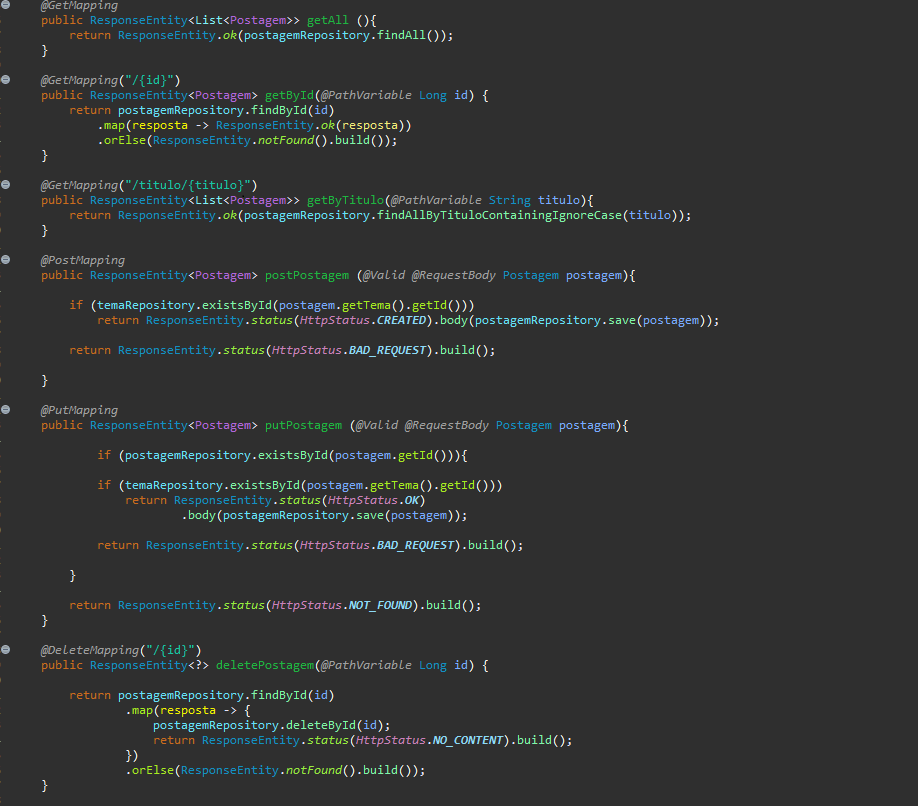 @GetMapping
public ResponseEntity<List<Postagem>> getAll (){
return ResponseEntity.ok(postagemRepository.findAll());
}
@GetMapping("/{id}")
public ResponseEntity<Postagem> getById(@PathVariable Long id) {
return postagemRepository.findById(id)
.map(resposta -> ResponseEntity.ok(resposta))
.orElse(ResponseEntity.notFound().build());
}
@GetMapping("/titulo/{titulo}")
public ResponseEntity<List<Postagem>> getByTitulo(@PathVariable String titulo){
return ResponseEntity.ok(postagemRepository.findAllByTituloContainingIgnoreCase(titulo));
}
@PostMapping
public ResponseEntity<Postagem> postPostagem (@Valid @RequestBody Postagem postagem){
if (temaRepository.existsById(postagem.getTema().getId()))
return ResponseEntity.status(HttpStatus.CREATED).body(postagemRepository.save(postagem));
return ResponseEntity.status(HttpStatus.BAD_REQUEST).build();
}
@PutMapping
public ResponseEntity<Postagem> putPostagem (@Valid @RequestBody Postagem postagem){
if (postagemRepository.existsById(postagem.getId())){
if (temaRepository.existsById(postagem.getTema().getId()))
return ResponseEntity.status(HttpStatus.OK)
.body(postagemRepository.save(postagem));
return ResponseEntity.status(HttpStatus.BAD_REQUEST).build();
}
return ResponseEntity.status(HttpStatus.NOT_FOUND).build();
}
@DeleteMapping("/{id}")
public ResponseEntity<?> deletePostagem(@PathVariable Long id) {
return postagemRepository.findById(id)
.map(resposta -> {
postagemRepository.deleteById(id);
return ResponseEntity.status(HttpStatus.NO_CONTENT).build();
})
.orElse(ResponseEntity.notFound().build());
}